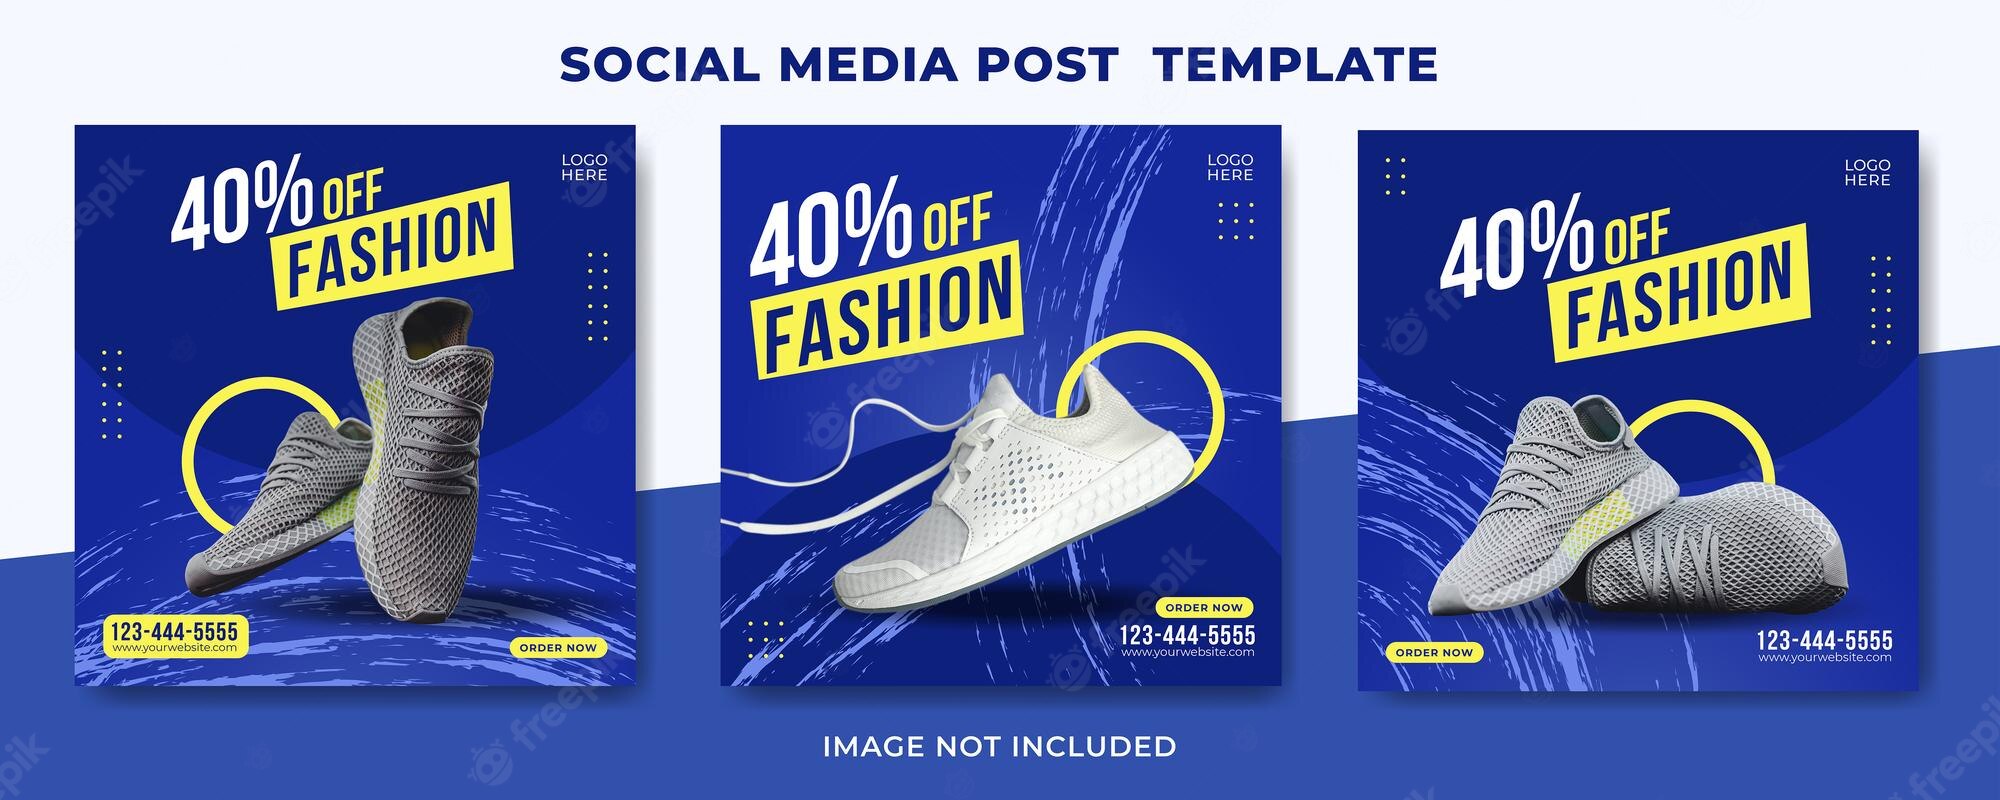 SOCIAL MEDIA POST TEMPLATE
LOGO
HERE
40% OFF
FASHION
123-444-5555
www.yourwebsite.com
ORDER NOW
LOGO
HERE
40% OFF
FASHION
ORDER NOW
123-444-5555
www.yourwebsite.com
LOGO
HERE
40% OFF
FASHION
ORDER NOW
123-444-5555
www.yourwebsite.com
IMAGE NOT INCLUDED
freepik